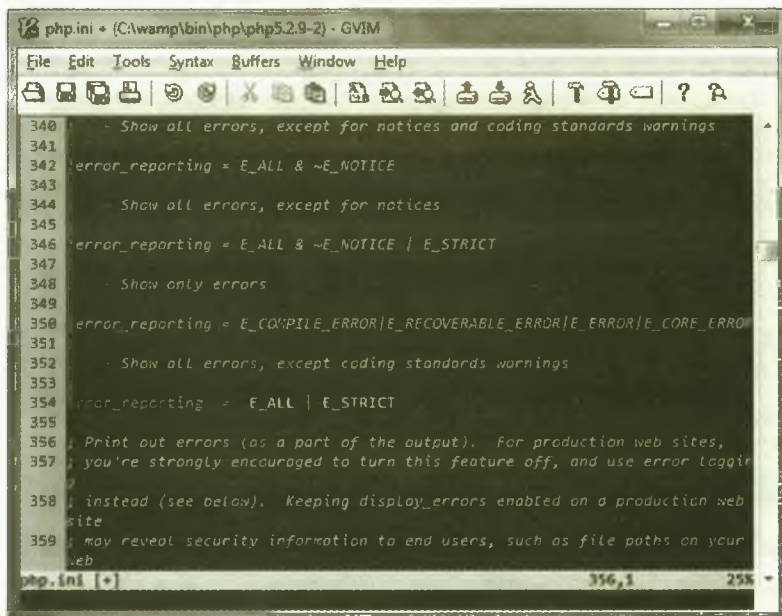 php.ini + (C:\wamp\bin\php\php5.2.9-2) - GVIM
File Edit Tools Syntax Buffers Window Help
340 - Show all errors, except for notices and coding standards warnings
341
342 error_reporting = E_ALL & ~E_NOTICE
343
344 - Show all errors, except for notices
345
346 error_reporting = E_ALL & ~E_NOTICE | E_STRICT
347
348 - Show only errors
349
350 error_reporting = E_COMPILE_ERROR|E_RECOVERABLE_ERROR|E_ERROR|E_CORE_ERRO
351
352 - Show all errors, except coding standards warnings
353
354 error_reporting = E_ALL | E_STRICT
355
356 ; Print out errors (as a part of the output). For production web sites,
357 ; you're strongly encouraged to turn this feature off, and use error loggin
g
358 ; instead (see below). Keeping display_errors enabled on a production web
site
359 ; may reveal security information to end users, such as file paths on your
Web
php.ini [+] 356,1 25%